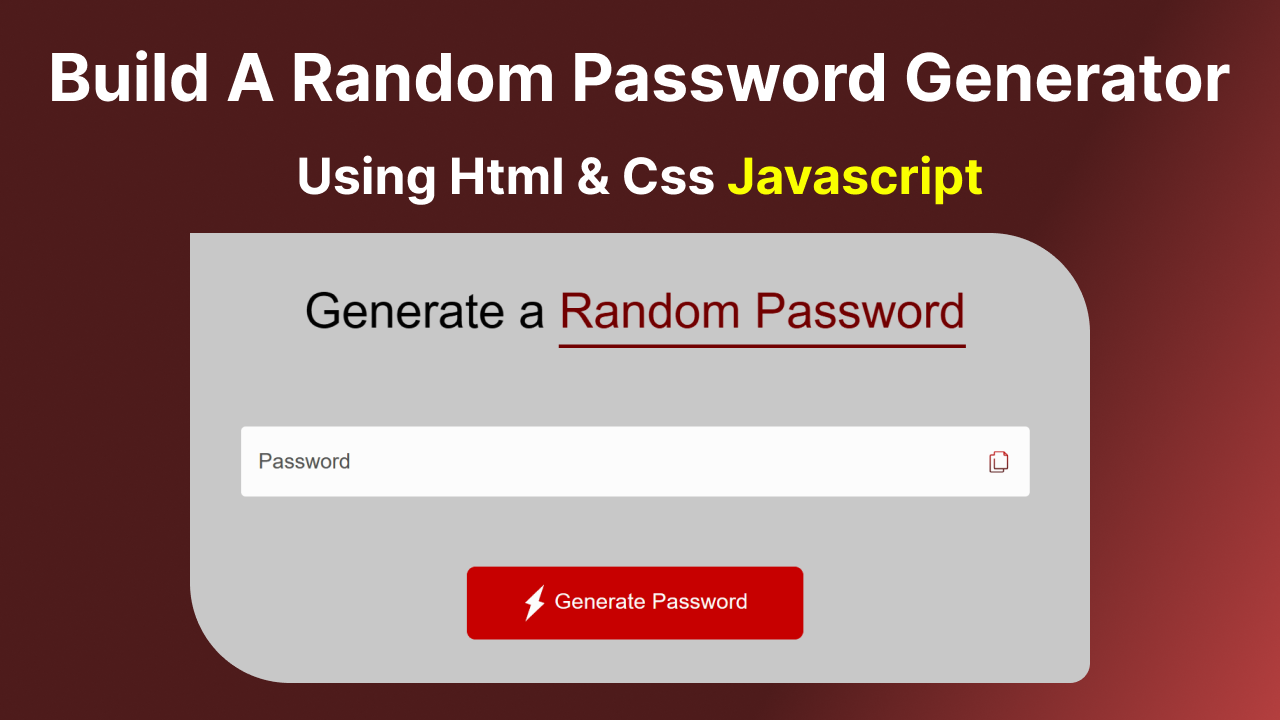 Build A Random Password Generator
Using Html & Css Javascript
Generate a Random Password
Password
Generate Password